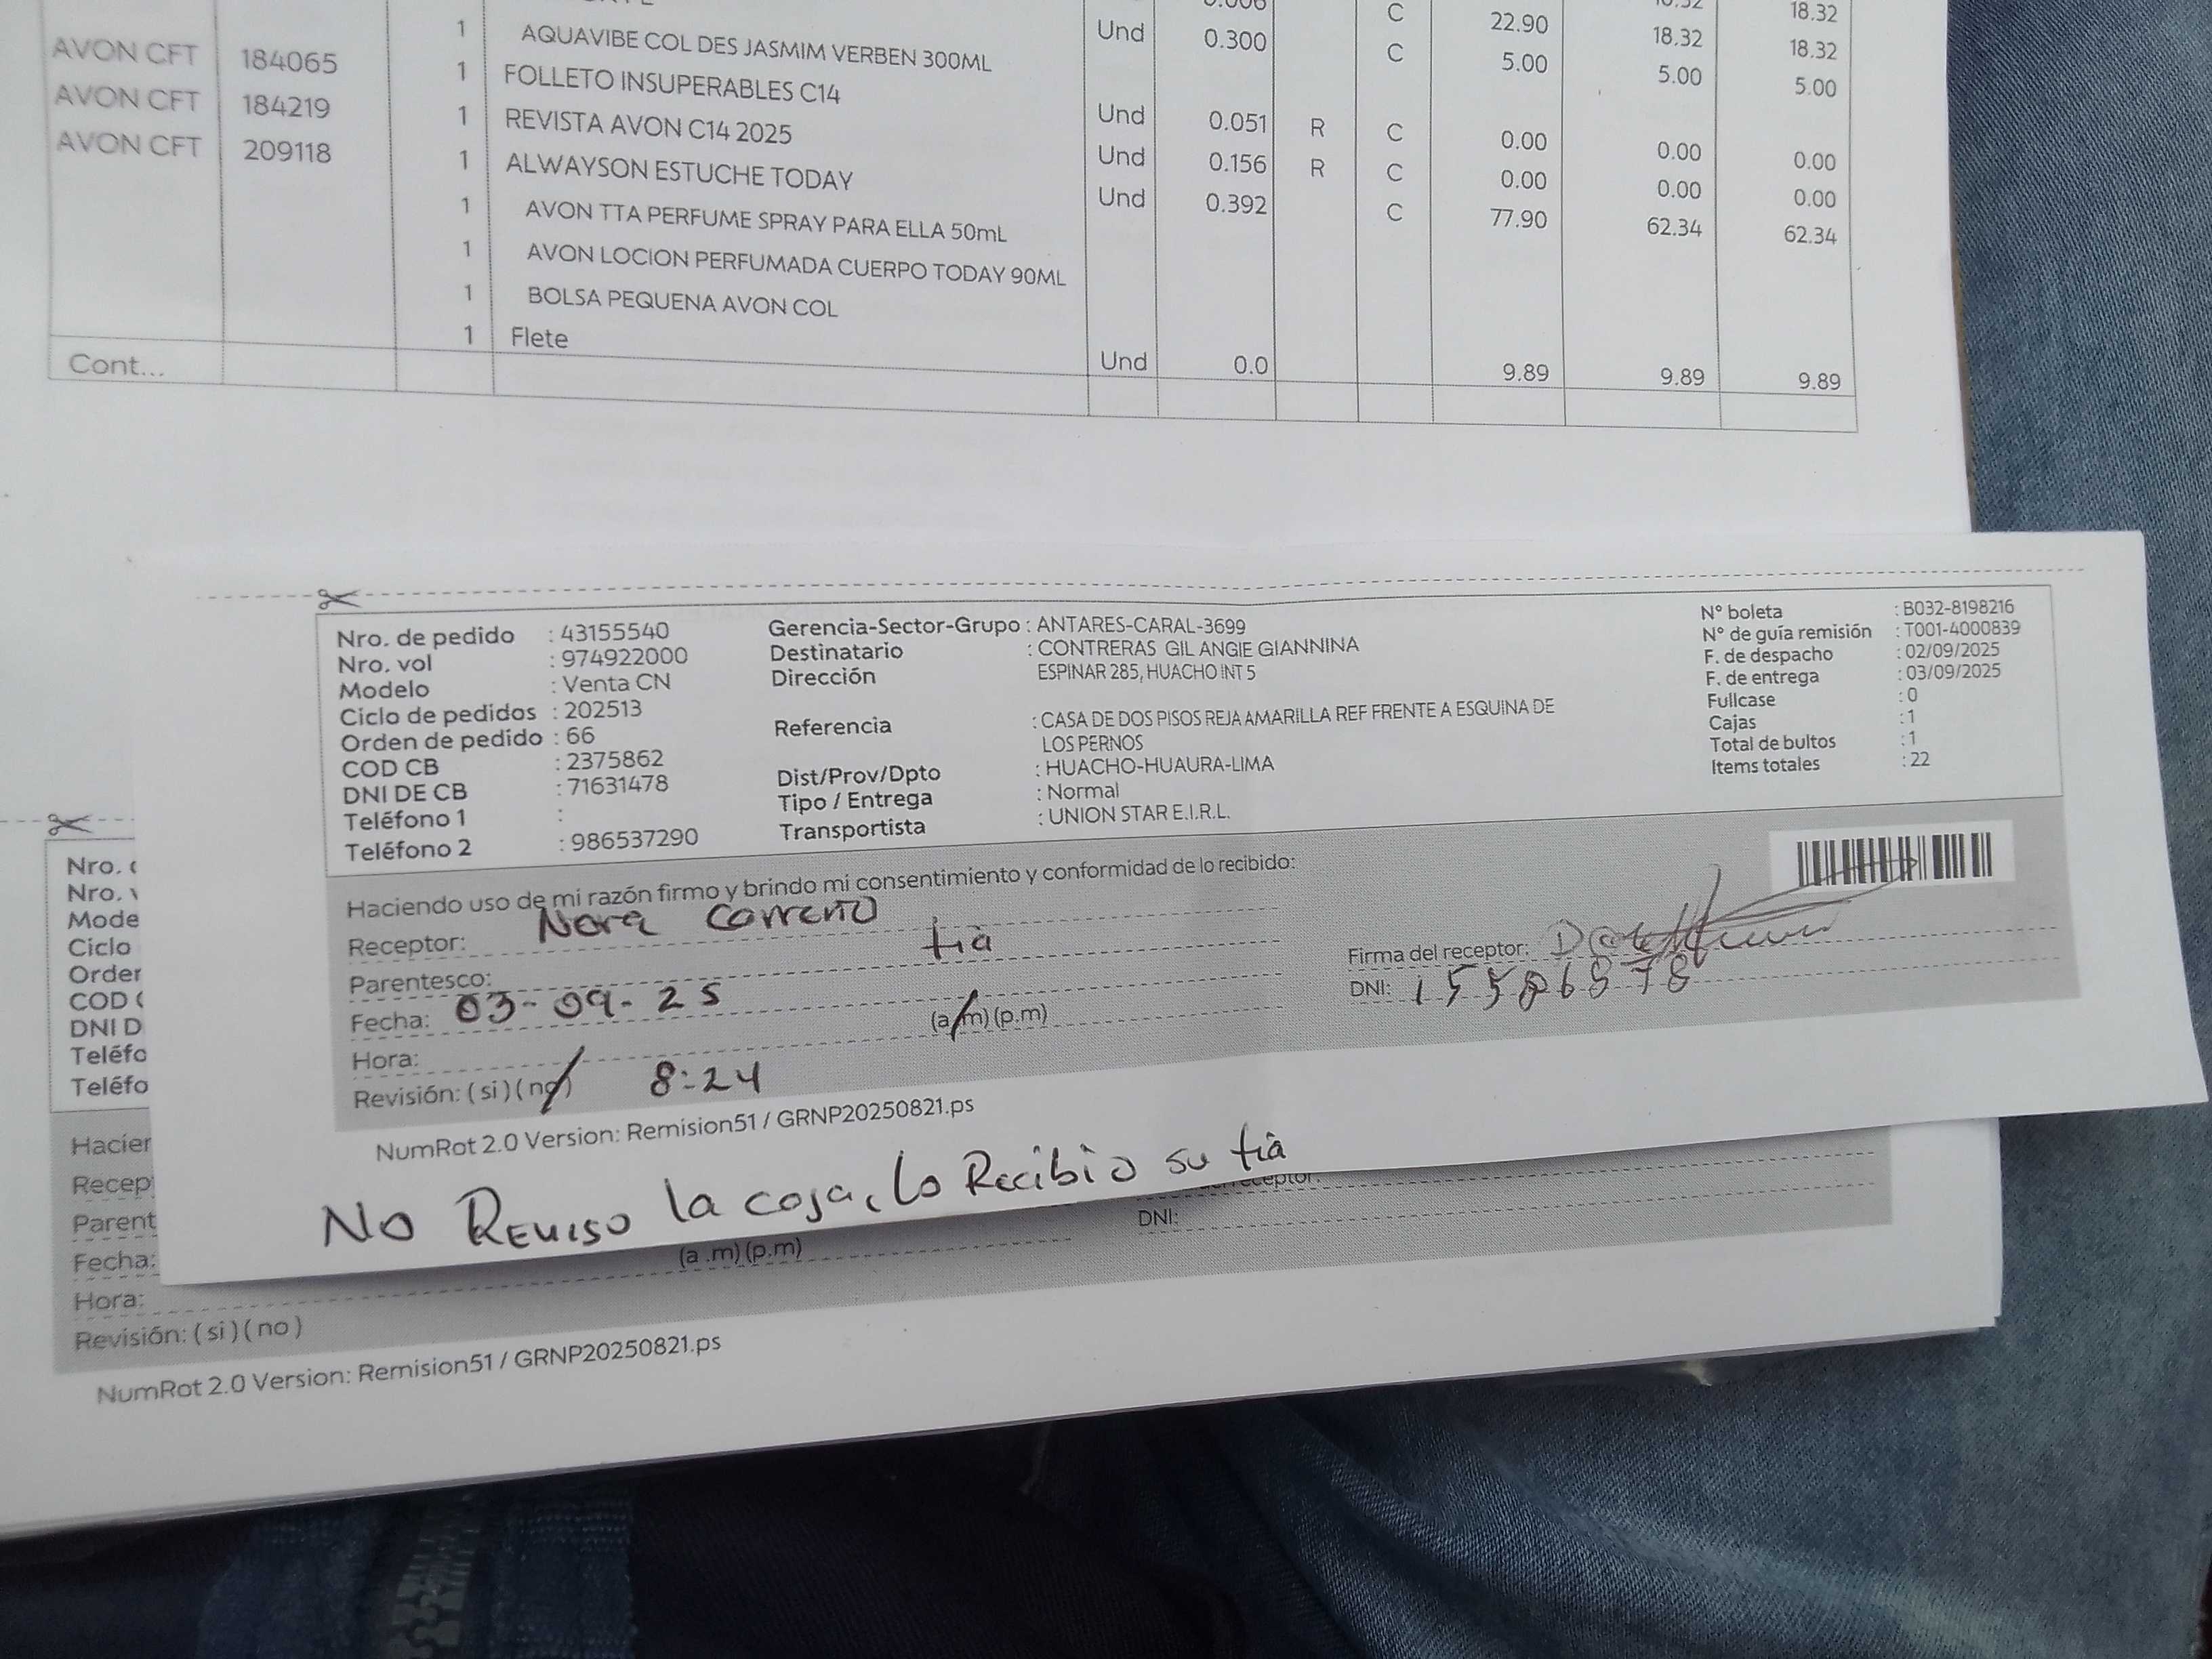 1 Und 0.300 C 22.90 18.32 18.32
AQUAVIBE COL DES JASMIM VERBEN 300ML
AVON CFT 184065 1 FOLLETO INSUPERABLES C14 C 5.00 5.00 5.00
AVON CFT 184219 1 REVISTA AVON C14 2025 Und 0.051 R C 0.00 0.00 0.00
AVON CFT 209118 1 ALWAYSON ESTUCHE TODAY Und 0.156 R C 0.00 0.00 0.00
1 AVON TTA PERFUME SPRAY PARA ELLA 50mL Und 0.392 C 77.90 62.34 62.34
1 AVON LOCION PERFUMADA CUERPO TODAY 90ML
1 BOLSA PEQUENA AVON COL
1 Flete Und 0.0 9.89 9.89 9.89
Cont...
Nro. de pedido : 43155540
Nro. vol : 974922000
Modelo : Venta CN
Ciclo de pedidos : 202513
Orden de pedido : 66
COD CB : 2375862
DNI DE CB : 71631478
Teléfono 1 :
Teléfono 2 : 986537290
Gerencia-Sector-Grupo : ANTARES-CARAL-3699
Destinatario : CONTRERAS GIL ANGIE GIANNINA
Dirección ESPINAR 285, HUACHO INT 5
Referencia : CASA DE DOS PISOS REJA AMARILLA REF FRENTE A ESQUINA DE
LOS PERNOS
Dist/Prov/Dpto : HUACHO-HUAURA-LIMA
Tipo / Entrega : Normal
Transportista : UNION STAR E.I.R.L.
N° boleta : B032-8198216
N° de guía remisión : T001-4000839
F. de despacho : 02/09/2025
F. de entrega : 03/09/2025
Fullcase : 0
Cajas : 1
Total de bultos : 1
Items totales : 22
Haciendo uso de mi razón firmo y brindo mi consentimiento y conformidad de lo recibido:
Receptor: Nora Carreño
Parentesco: tià
Fecha: 03-09-25 (a.m) (p.m)
Hora: 8:24
Revisión: (si) (no)
Firma del receptor:
DNI: 15586878
NumRot 2.0 Version: Remision51 / GRNP20250821.ps
NO REVISO la caja, lo Recibio su tià
Nro.
Nro.
Mode
Ciclo
Order
COD
DNI D
Teléfo
Teléfo
Hacier
Recep
Parent
Fecha: (a .m) (p.m)
DNI:
Hora:
Revisión: (si) (no)
NumRot 2.0 Version: Remision51 / GRNP20250821.ps